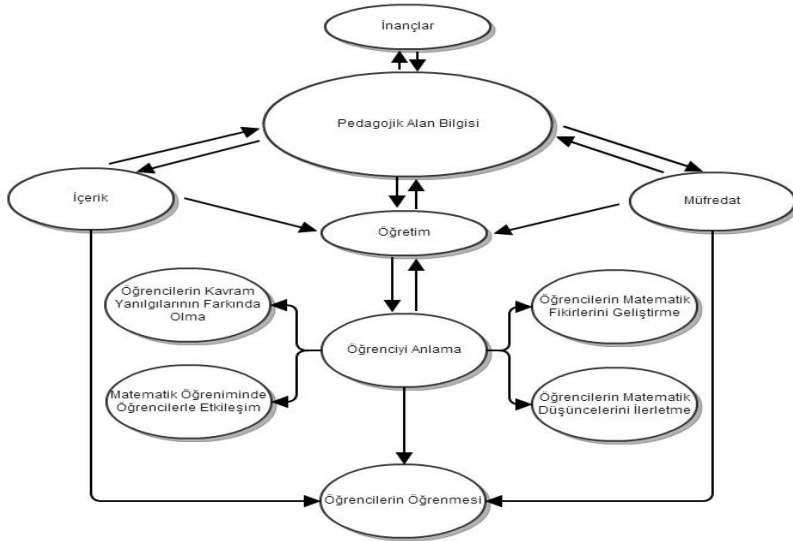 İnançlar
Pedagojik Alan Bilgisi
İçerik
Müfredat
Öğretim
Öğrencilerin Kavram
Yanılgılarının Farkında
Olma
Öğrencilerin Matematik
Fikirlerini Geliştirme
Öğrenciyi Anlama
Matematik Öğreniminde
Öğrencilerle Etkileşim
Öğrencilerin Matematik
Düşüncelerini İlerletme
Öğrencilerin Öğrenmesi